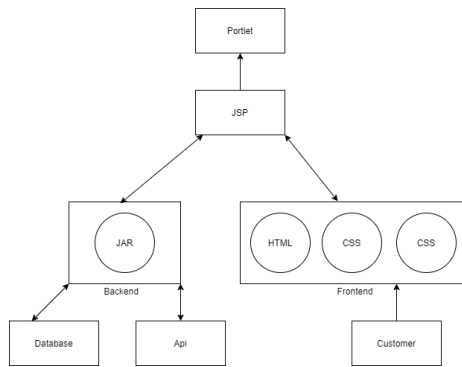 Portlet
JSP
JAR
HTML
CSS
CSS
Backend
Frontend
Database
Api
Customer